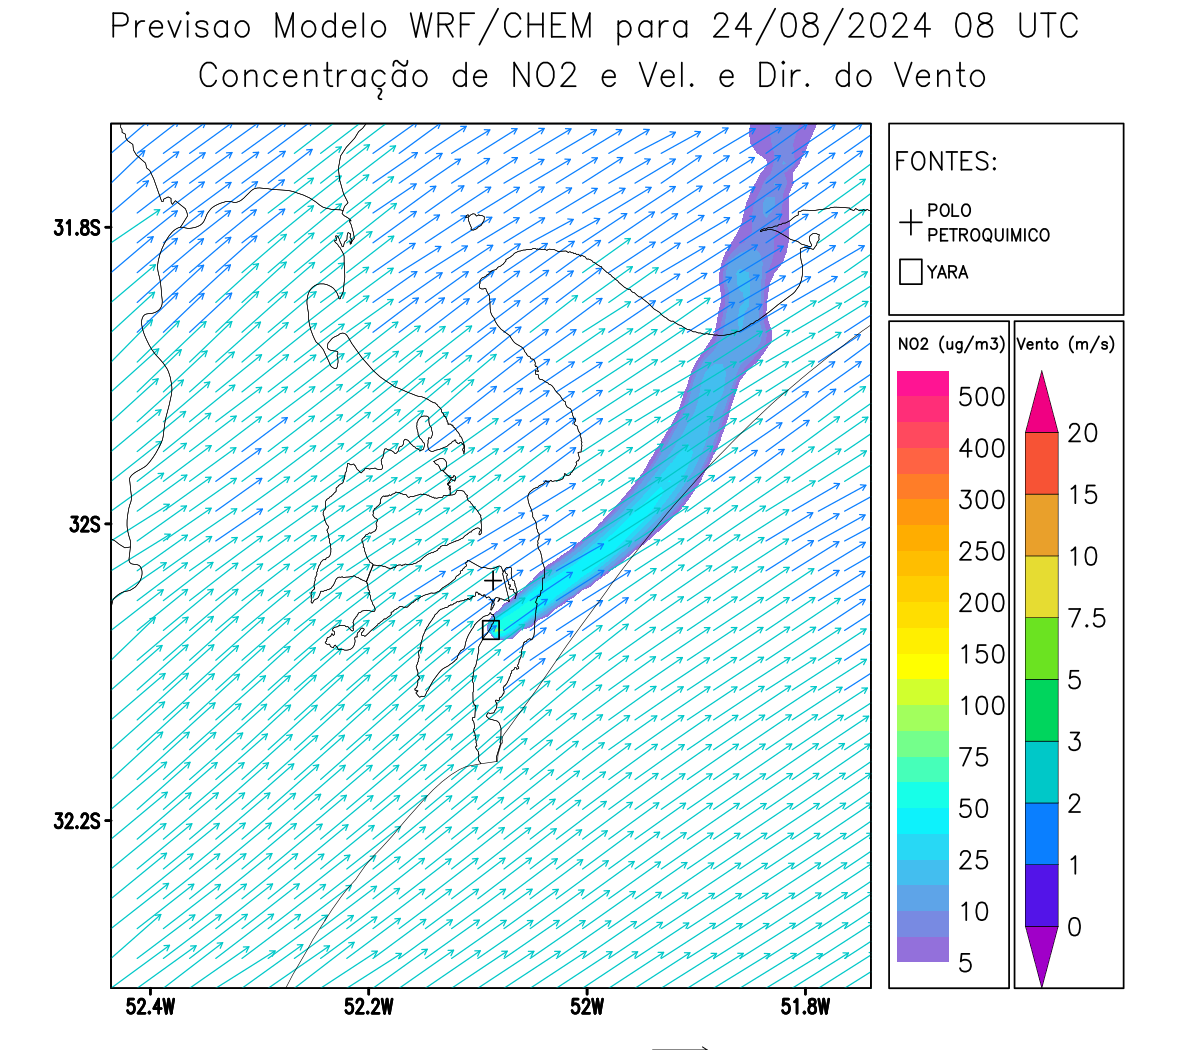 Previsao Modelo WRF/CHEM para 24/08/2024 08 UTC
Concentração de NO2 e Vel. e Dir. do Vento
FONTES:
POLO
PETROQUIMICO
YARA
NO2 (ug/m3)
500
400
300
250
200
150
100
75
50
25
10
5
Vento (m/s)
20
15
10
7.5
5
3
2
1
0
31.8S
32S
32.2S
52.4W
52.2W
52W
51.8W